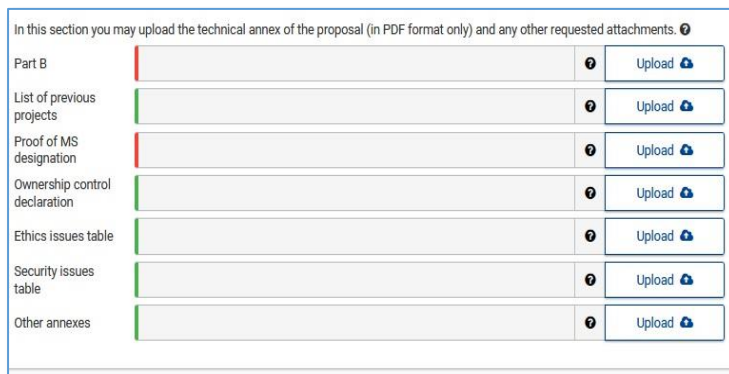 In this section you may upload the technical annex of the proposal (in PDF format only) and any other requested attachments. ?
Part B ? Upload
List of previous
projects ? Upload
Proof of MS
designation ? Upload
Ownership control
declaration ? Upload
Ethics issues table ? Upload
Security issues
table ? Upload
Other annexes ? Upload